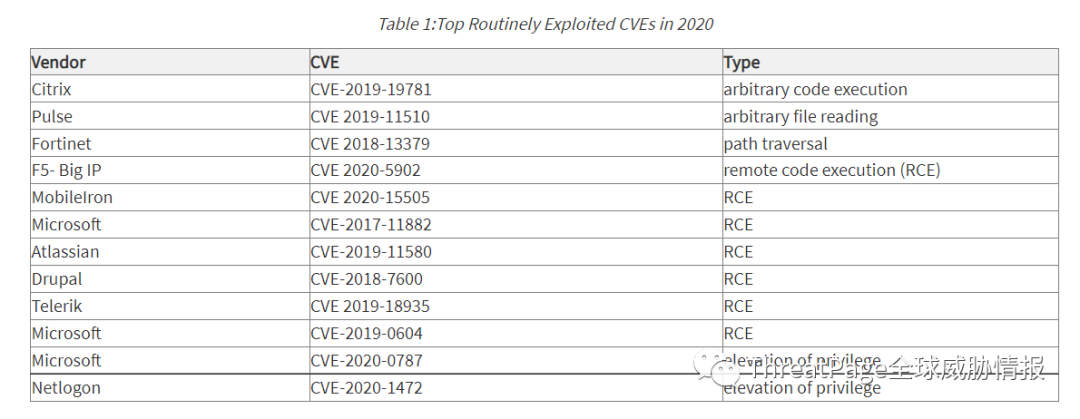 Table 1:Top Routinely Exploited CVEs in 2020
Vendor CVE Type
Citrix CVE-2019-19781 arbitrary code execution
Pulse CVE 2019-11510 arbitrary file reading
Fortinet CVE 2018-13379 path traversal
F5- Big IP CVE 2020-5902 remote code execution (RCE)
MobileIron CVE 2020-15505 RCE
Microsoft CVE-2017-11882 RCE
Atlassian CVE-2019-11580 RCE
Drupal CVE-2018-7600 RCE
Telerik CVE 2019-18935 RCE
Microsoft CVE-2019-0604 RCE
Microsoft CVE-2020-0787 elevation of privilege
ThreatPage全球威胁情报
Netlogon CVE-2020-1472 elevation of privilege